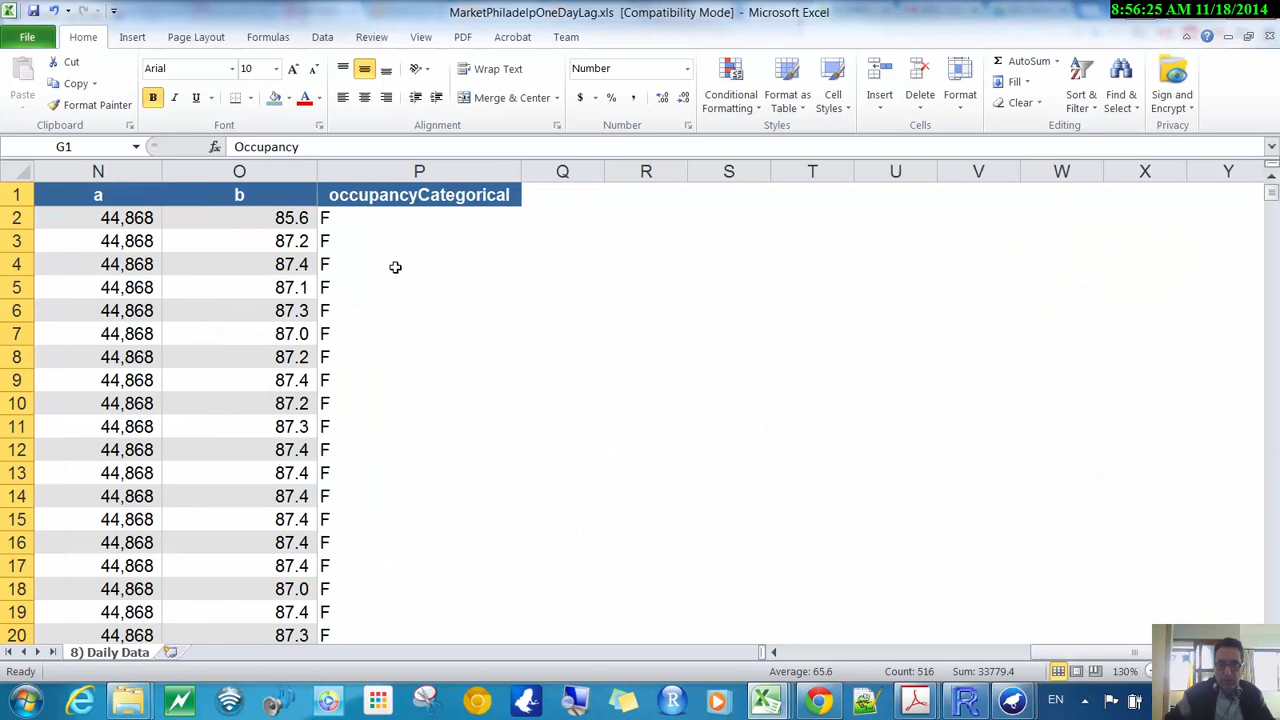 8:56:25 AM 11/18/2014
MarketPhiladelpOneDayLag.xls [Compatibility Mode] - Microsoft Excel
File Home Insert Page Layout Formulas Data Review View PDF Acrobat Team
Paste Cut Copy Format Painter Clipboard
Arial 10 Font
Wrap Text Merge & Center Alignment
Number Number
Conditional Formatting Format as Table Cell Styles Styles
Insert Delete Format Cells
AutoSum Fill Clear Sort & Filter Find & Select Editing
Sign and Encrypt Privacy
G1 fx Occupancy
N O P Q R S T U V W X Y
1 a b occupancyCategorical
2 44,868 85.6 F
3 44,868 87.2 F
4 44,868 87.4 F
5 44,868 87.1 F
6 44,868 87.3 F
7 44,868 87.0 F
8 44,868 87.2 F
9 44,868 87.4 F
10 44,868 87.2 F
11 44,868 87.3 F
12 44,868 87.4 F
13 44,868 87.4 F
14 44,868 87.4 F
15 44,868 87.4 F
16 44,868 87.4 F
17 44,868 87.4 F
18 44,868 87.0 F
19 44,868 87.4 F
20 44,868 87.3 F
8) Daily Data
Ready Average: 65.6 Count: 516 Sum: 33779.4 130%
EN